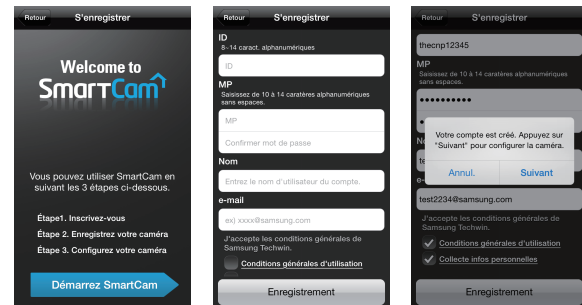 Retour
S'enregistrer
Welcome to
SmartCam
Vous pouvez utiliser SmartCam en
suivant les 3 étapes ci-dessous.
Étape1. Inscrivez-vous
Étape 2. Enregistrez votre caméra
Étape 3. Configurez votre caméra
Démarrez SmartCam
Retour
S'enregistrer
ID
8~14 caract. alphanumériques
ID
MP
Saisissez de 10 à 14 caratères alphanumériques
sans espaces.
MP
Confirmer mot de passe
Nom
Entrez le nom d'utilisateur du compte.
e-mail
ex) xxxx@samsung.com
J'accepte les conditions générales de
Samsung Techwin.
Conditions générales d'utilisation
Enregistrement
Retour
S'enregistrer
thecnp12345
MP
Saisissez de 10 à 14 caratères alphanumériques
sans espaces.
••••••••••
Votre compte est créé. Appuyez sur
"Suivant" pour configurer la caméra.
Annul.
Suivant
test2234@samsung.com
J'accepte les conditions générales de
Samsung Techwin.
Conditions générales d'utilisation
Collecte infos personnelles
Enregistrement